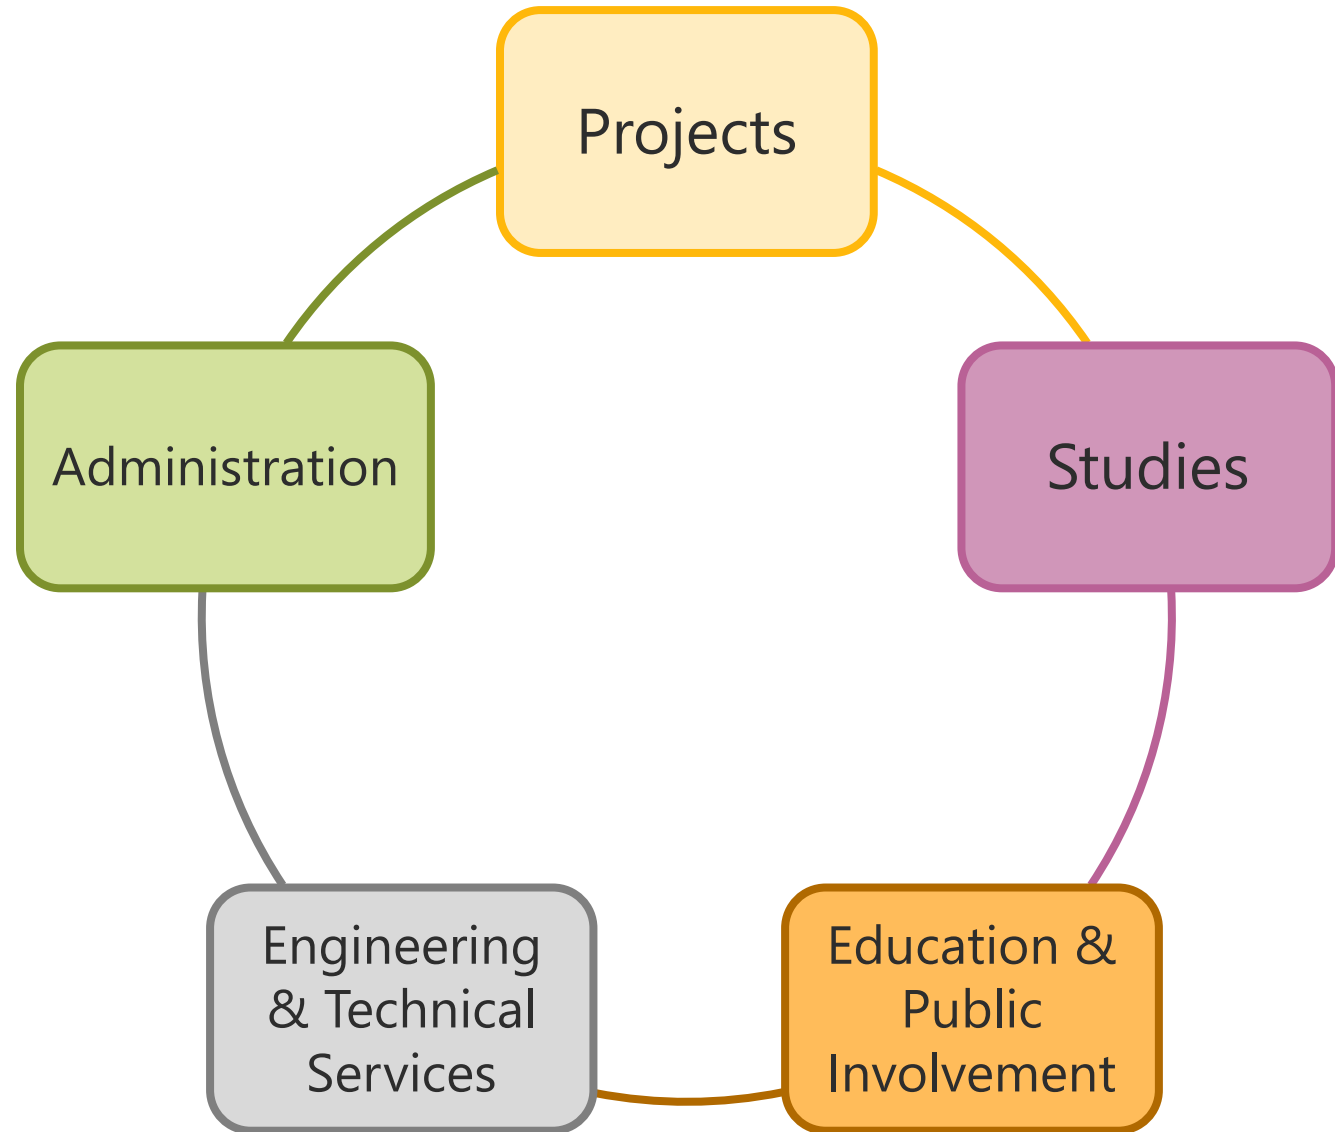 Projects
Administration
Studies
Engineering
& Technical
Services
Education &
Public
Involvement